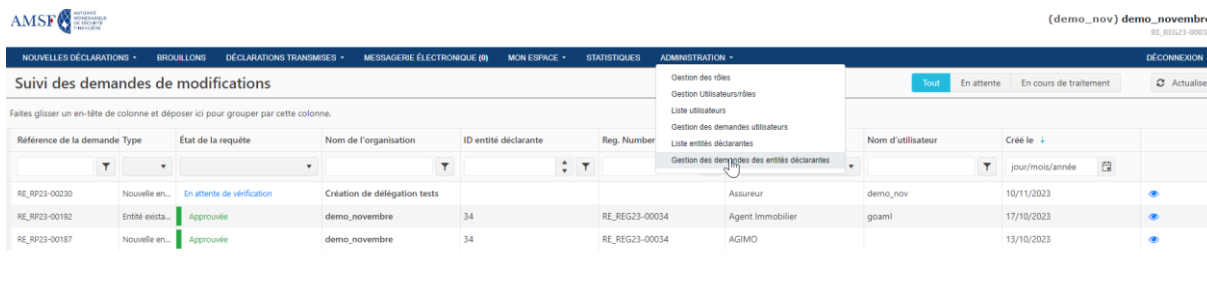 AMSF AUTORITÉ MONÉGASQUE DE SÉCURITÉ FINANCIÈRE
(demo_nov) demo_novembre
RE_REG23-0003
NOUVELLES DÉCLARATIONS BROUILLONS DÉCLARATIONS TRANSMISES MESSAGERIE ÉLECTRONIQUE (0) MON ESPACE STATISTIQUES ADMINISTRATION DÉCONNEXION
Suivi des demandes de modifications
Tout En attente En cours de traitement Actualise
Gestion des rôles
Gestion Utilisateurs/rôles
Liste utilisateurs
Gestion des demandes utilisateurs
Liste entités déclarantes
Gestion des demandes des entités déclarantes
Faites glisser un en-tête de colonne et déposer ici pour grouper par cette colonne.
Référence de la demande Type État de la requête Nom de l'organisation ID entité déclarante Reg. Number Nom d'utilisateur Créé le
jour/mois/année
RE_RP23-00230 Nouvelle en... En attente de vérification Création de délégation tests Assureur demo_nov 10/11/2023
RE_RP23-00192 Entité exista... Approuvée demo_novembre 34 RE_REG23-00034 Agent Immobilier goaml 17/10/2023
RE_RP23-00187 Nouvelle en... Approuvée demo_novembre 34 RE_REG23-00034 AGIMO 13/10/2023